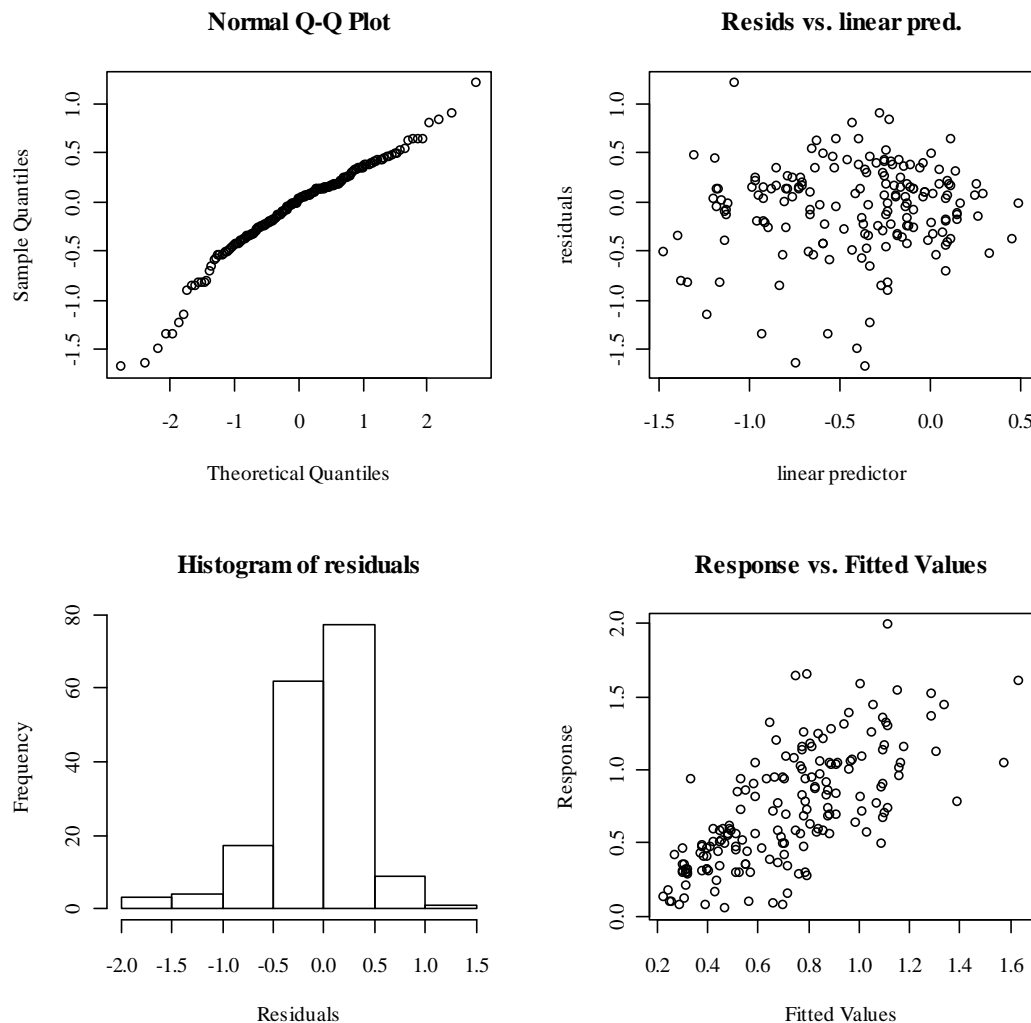 Normal Q-Q Plot
Sample Quantiles
1.0
0.5
0.0
-0.5
-1.0
-1.5
-2 -1 0 1 2
Theoretical Quantiles
Resids vs. linear pred.
residuals
1.0
0.5
0.0
-0.5
-1.0
-1.5
-1.5 -1.0 -0.5 0.0 0.5
linear predictor
Histogram of residuals
Frequency
80
60
40
20
0
-2.0 -1.5 -1.0 -0.5 0.0 0.5 1.0 1.5
Residuals
Response vs. Fitted Values
Response
2.0
1.5
1.0
0.5
0.0
0.2 0.4 0.6 0.8 1.0 1.2 1.4 1.6
Fitted Values